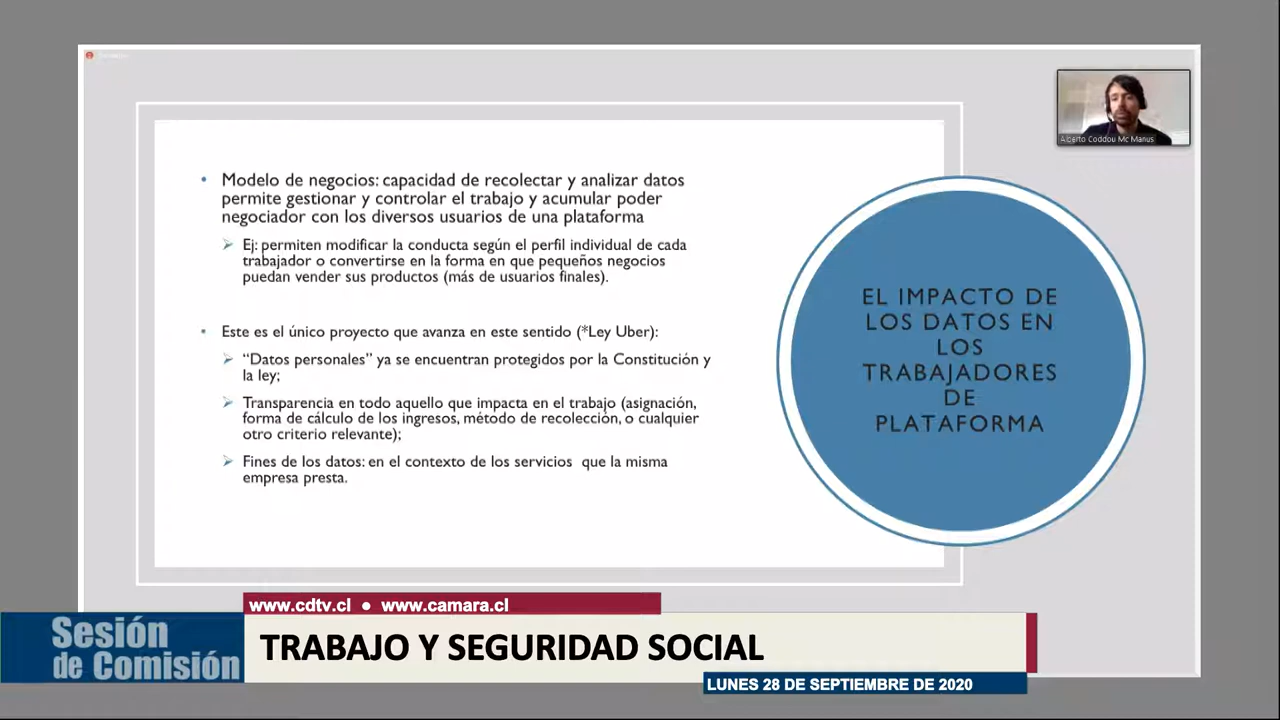 Alberto Coddou Mc Manus
Modelo de negocios: capacidad de recolectar y analizar datos
permite gestionar y controlar el trabajo y acumular poder
negociador con los diversos usuarios de una plataforma
Ej: permiten modificar la conducta según el perfil individual de cada
trabajador o convertirse en la forma en que pequeños negocios
puedan vender sus productos (más de usuarios finales).
Este es el único proyecto que avanza en este sentido (*Ley Uber):
“Datos personales” ya se encuentran protegidos por la Constitución y
la ley;
Transparencia en todo aquello que impacta en el trabajo (asignación,
forma de cálculo de los ingresos, método de recolección, o cualquier
otro criterio relevante);
Fines de los datos: en el contexto de los servicios que la misma
empresa presta.
EL IMPACTO DE
LOS DATOS EN
LOS
TRABAJADORES
DE
PLATAFORMA
www.cdtv.cl ● www.camara.cl
Sesión
de Comisión
TRABAJO Y SEGURIDAD SOCIAL
LUNES 28 DE SEPTIEMBRE DE 2020